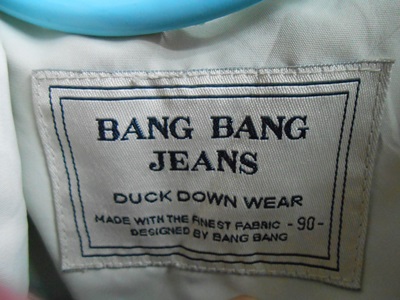 BANG BANG
JEANS
DUCK DOWN WEAR
MADE WITH THE FINEST FABRIC -90-
DESIGNED BY BANG BANG